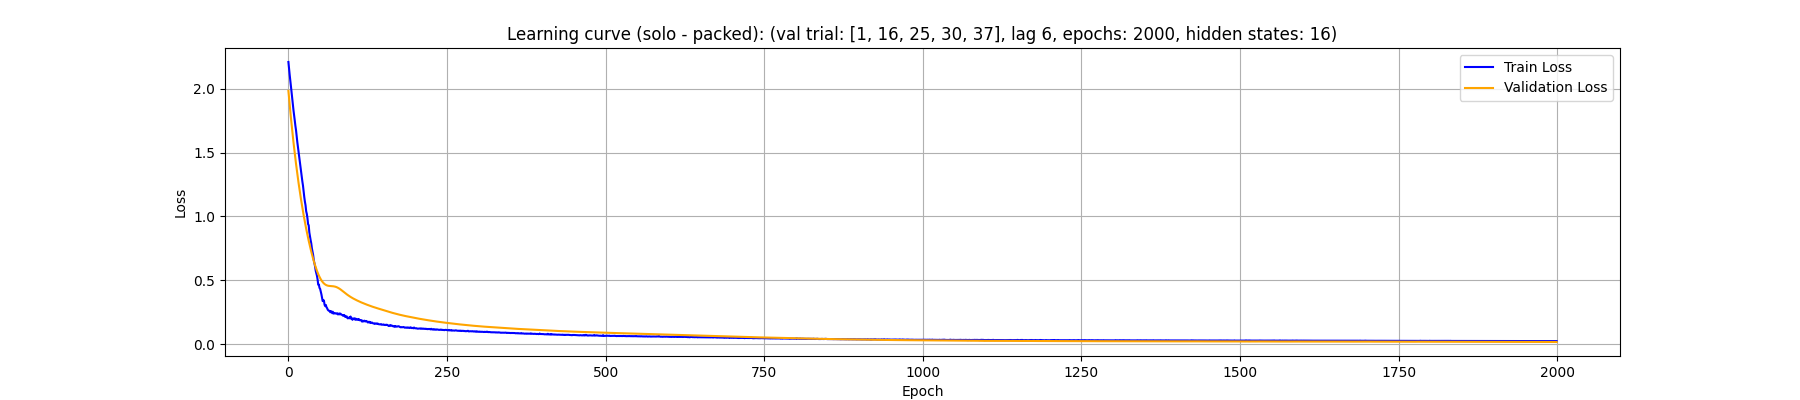 Learning curve (solo - packed): (val trial: [1, 16, 25, 30, 37], lag 6, epochs: 2000, hidden states: 16)
Train Loss
Validation Loss
2.0
1.5
1.0
0.5
0.0
Loss
0 250 500 750 1000 1250 1500 1750 2000
Epoch